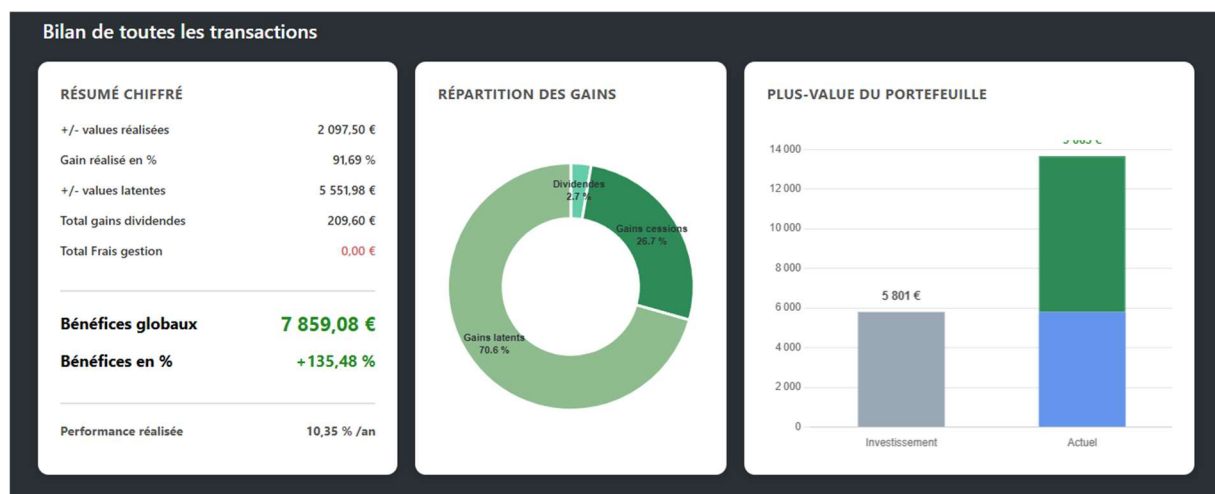 Bilan de toutes les transactions
RÉSUMÉ CHIFFRÉ
+/- values réalisées 2 097,50 €
Gain réalisé en % 91,69 %
+/- values latentes 5 551,98 €
Total gains dividendes 209,60 €
Total Frais gestion 0,00 €
Bénéfices globaux 7 859,08 €
Bénéfices en % +135,48 %
Performance réalisée 10,35 % /an
RÉPARTITION DES GAINS
Dividendes
2.7 %
Gains cessions
26.7 %
Gains latents
70.6 %
PLUS-VALUE DU PORTEFEUILLE
14 000
12 000
10 000
8 000
6 000
4 000
2 000
0
5 801 €
Investissement
Actuel